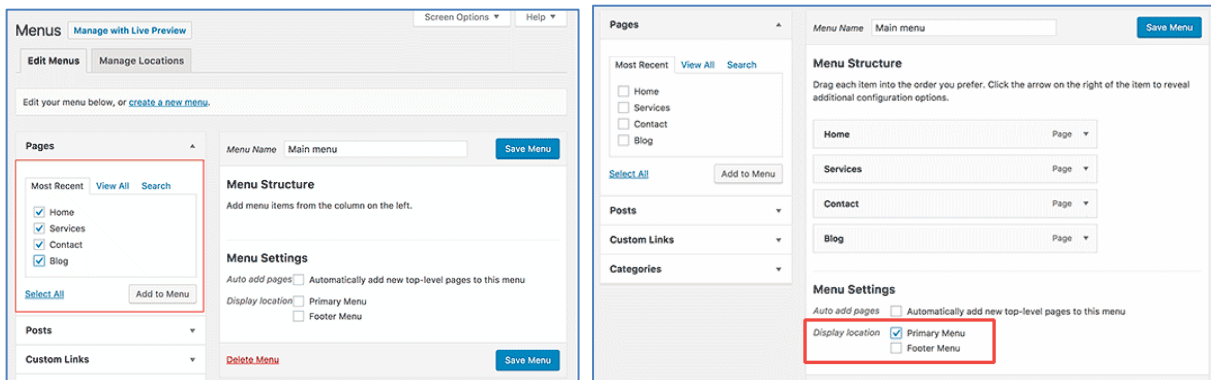 Screen Options ▼ Help ▼
Menus Manage with Live Preview
Edit Menus Manage Locations
Edit your menu below, or create a new menu.
Pages
Most Recent View All Search
Home
Services
Contact
Blog
Select All Add to Menu
Posts
Custom Links
Menu Name Main menu Save Menu
Menu Structure
Add menu items from the column on the left.
Menu Settings
Auto add pages Automatically add new top-level pages to this menu
Display location Primary Menu
Footer Menu
Delete Menu Save Menu
Pages
Most Recent View All Search
Home
Services
Contact
Blog
Select All Add to Menu
Posts
Custom Links
Categories
Menu Name Main menu Save Menu
Menu Structure
Drag each item into the order you prefer. Click the arrow on the right of the item to reveal
additional configuration options.
Home Page
Services Page
Contact Page
Blog Page
Menu Settings
Auto add pages Automatically add new top-level pages to this menu
Display location Primary Menu
Footer Menu